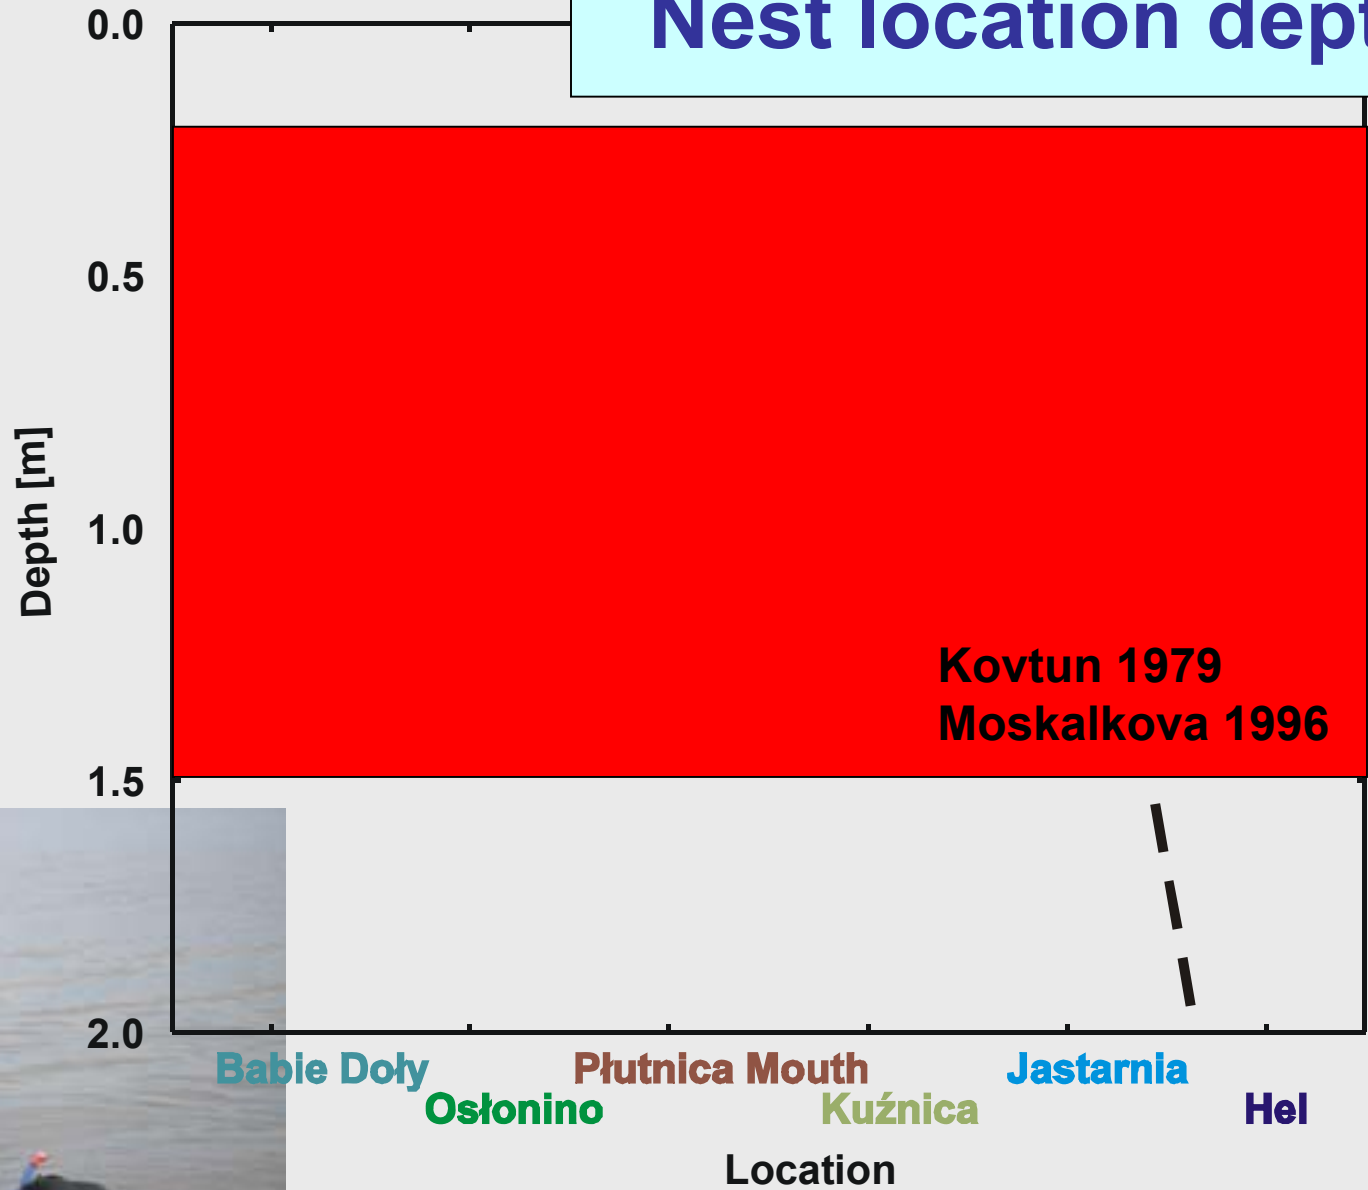 Nest location dept
0.0
0.5
1.0
1.5
2.0
Depth [m]
Kovtun 1979
Moskalkova 1996
Babie Doły
Płutnica Mouth
Jastarnia
Osłonino
Kuźnica
Hel
Location